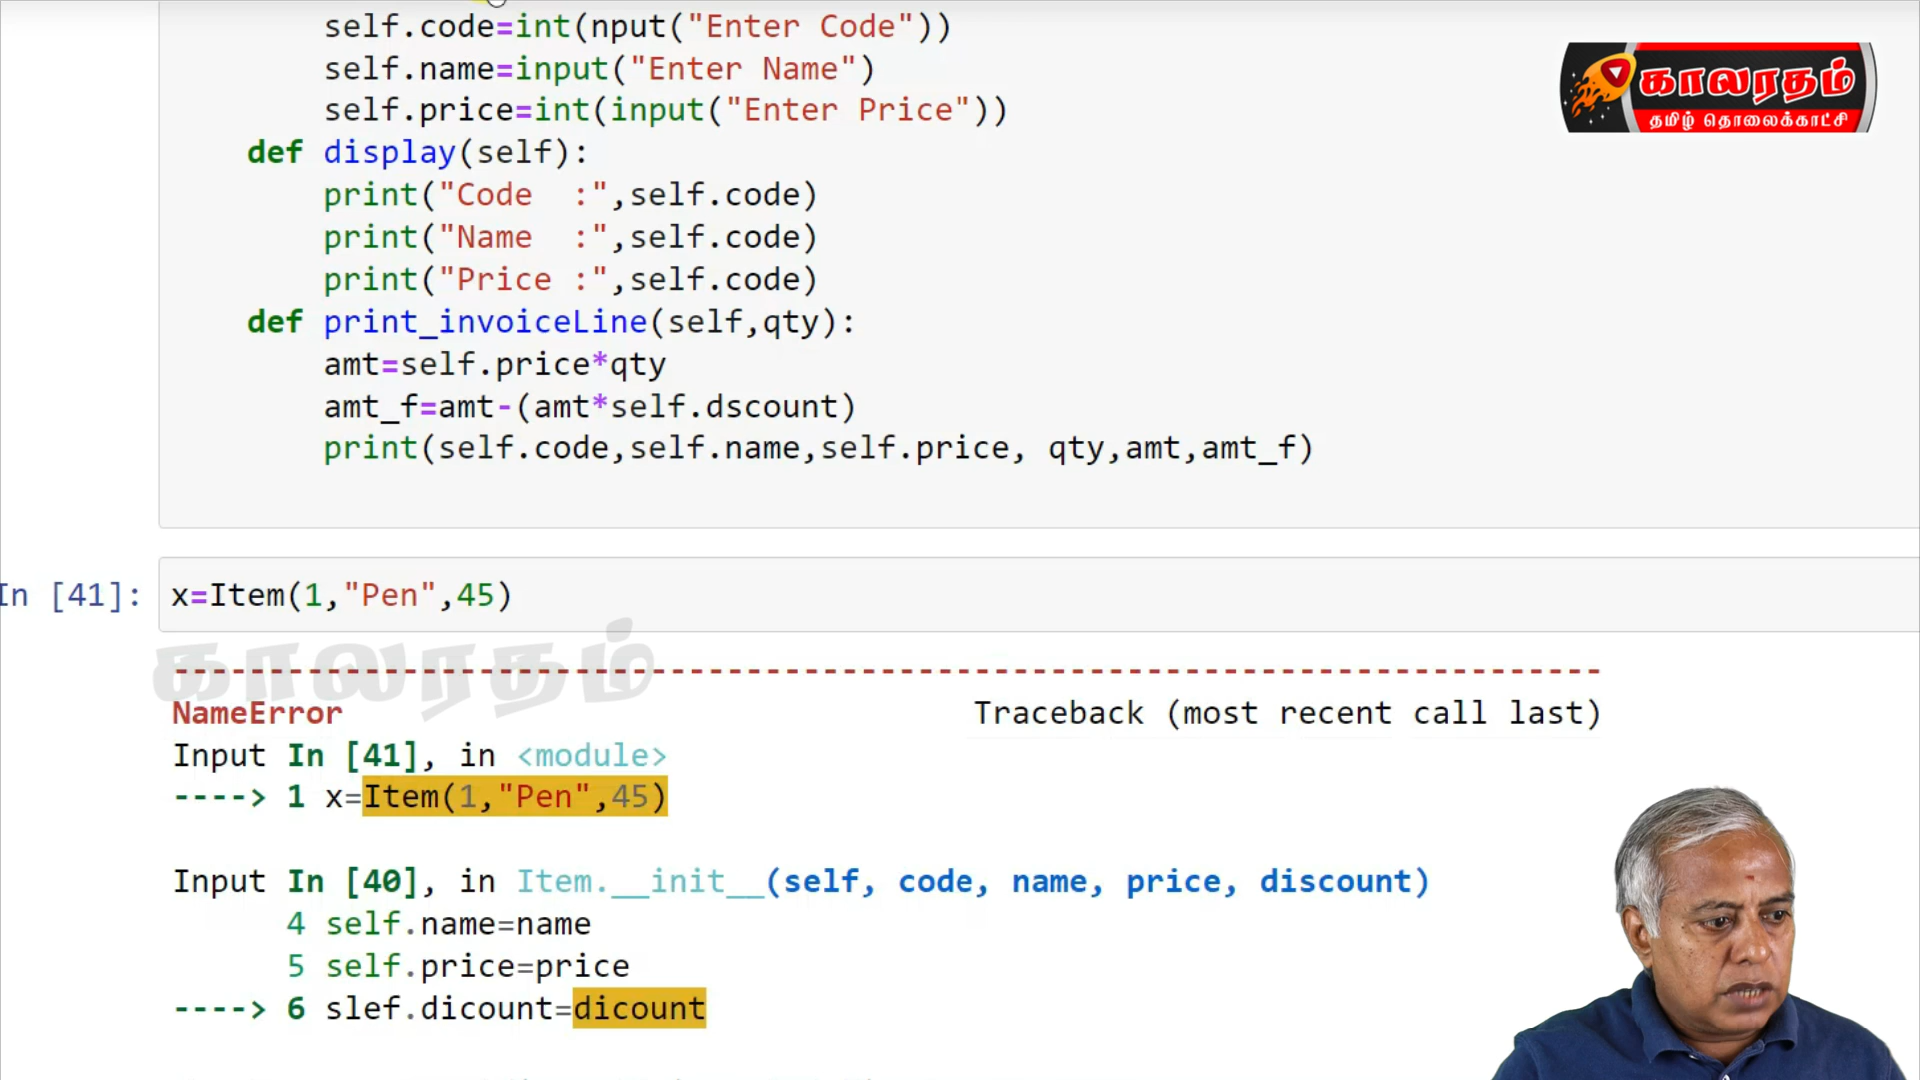 self.code=int(nput("Enter Code"))
self.name=input("Enter Name")
self.price=int(input("Enter Price"))
def display(self):
print("Code  :",self.code)
print("Name  :",self.code)
print("Price :",self.code)
def print_invoiceLine(self,qty):
amt=self.price*qty
amt_f=amt-(amt*self.dscount)
print(self.code,self.name,self.price, qty,amt,amt_f)
காலரதம்
தமிழ் தொலைக்காட்சி
In [41]: x=Item(1,"Pen",45)
காலரதம்
---------------------------------------------------------------------------
NameError Traceback (most recent call last)
Input In [41], in <module>
----> 1 x=Item(1,"Pen",45)
Input In [40], in Item.__init__(self, code, name, price, discount)
4 self.name=name
5 self.price=price
----> 6 slef.dicount=dicount